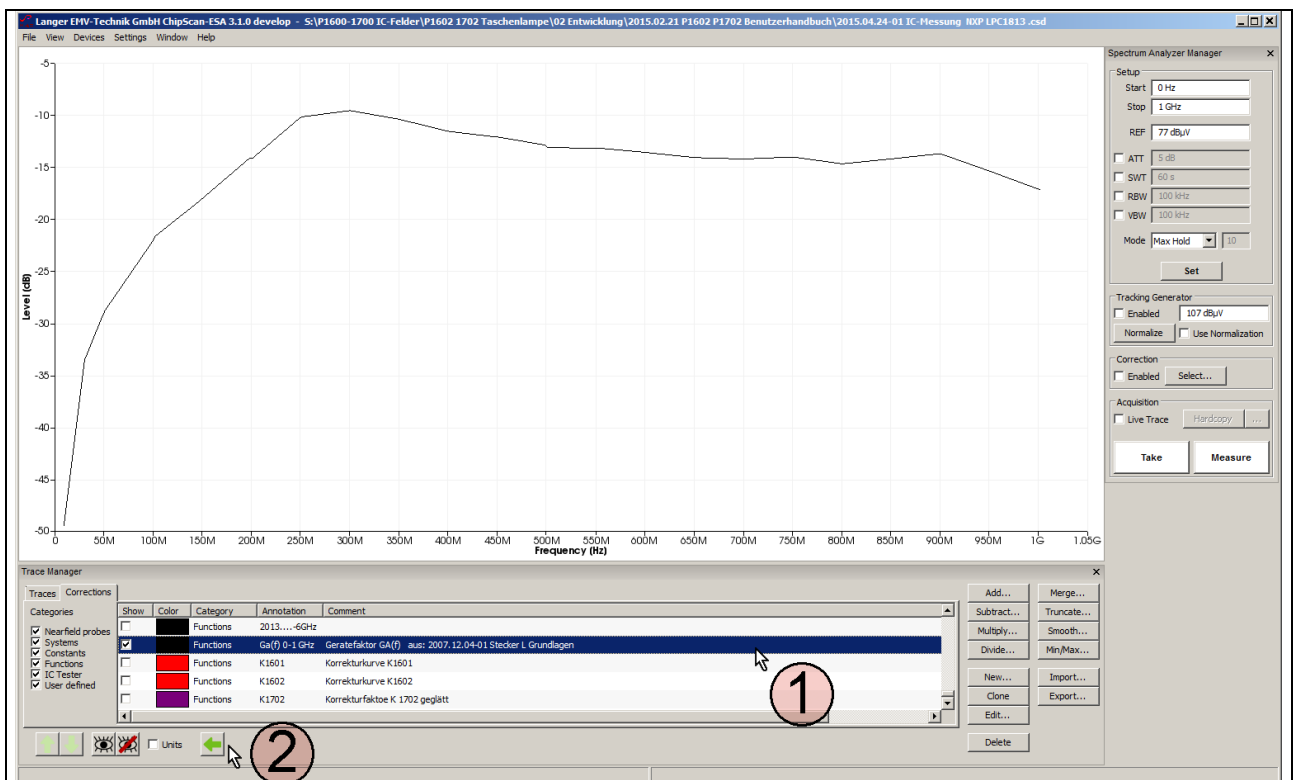 Langer EMV-Technik GmbH ChipScan-ESA 3.1.0 develop - S:\P1600-1700 IC-Felder\P1602 1702 Taschenlampe\02 Entwicklung\2015.02.21 P1602 P1702 Benutzerhandbuch\2015.04.24-01 IC-Messung NXP LPC1813 .csd
File View Devices Settings Window Help
-5
-10
-15
-20
-25
-30
-35
-40
-45
-50
Level (dB)
0 50M 100M 150M 200M 250M 300M 350M 400M 450M 500M 550M 600M 650M 700M 750M 800M 850M 900M 950M 1G 1.05G
Frequency (Hz)
Spectrum Analyzer Manager x
Setup
Start 0 Hz
Stop 1 GHz
REF 77 dBµV
ATT 5 dB
SWT 60 s
RBW 100 kHz
VBW 100 kHz
Mode Max Hold 10
Set
Tracking Generator
Enabled 107 dBµV
Normalize Use Normalization
Correction
Enabled Select...
Acquisition
Live Trace Hardcopy ...
Take Measure
Trace Manager x
Traces Corrections
Categories
Nearfield probes
Systems
Constants
Functions
IC Tester
User defined
Show Color Category Annotation Comment
Functions 2013....-6GHz
Functions Ga(f) 0-1 GHz Geratefaktor GA(f) aus: 2007.12.04-01 Stecker L Grundlagen
Functions K1601 Korrekturkurve K1601
Functions K1602 Korrekturkurve K1602
Functions K1702 Korrekturfaktoe K 1702 geglätt
1
Add... Merge...
Subtract... Truncate...
Multiply... Smooth...
Divide... Min/Max...
New... Import...
Clone Export...
Edit...
Delete
Units
2